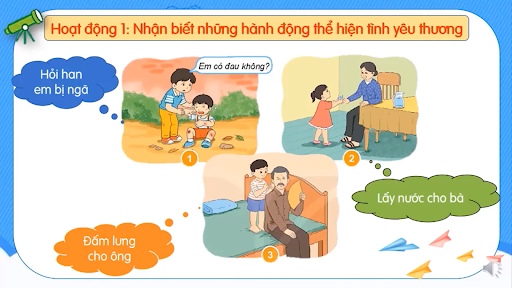 Hoạt động 1: Nhận biết những hành động thể hiện tình yêu thương
Hỏi han
em bị ngã
Em có đau không?
1
2
Lấy nước cho bà
Đấm lưng
cho ông
3